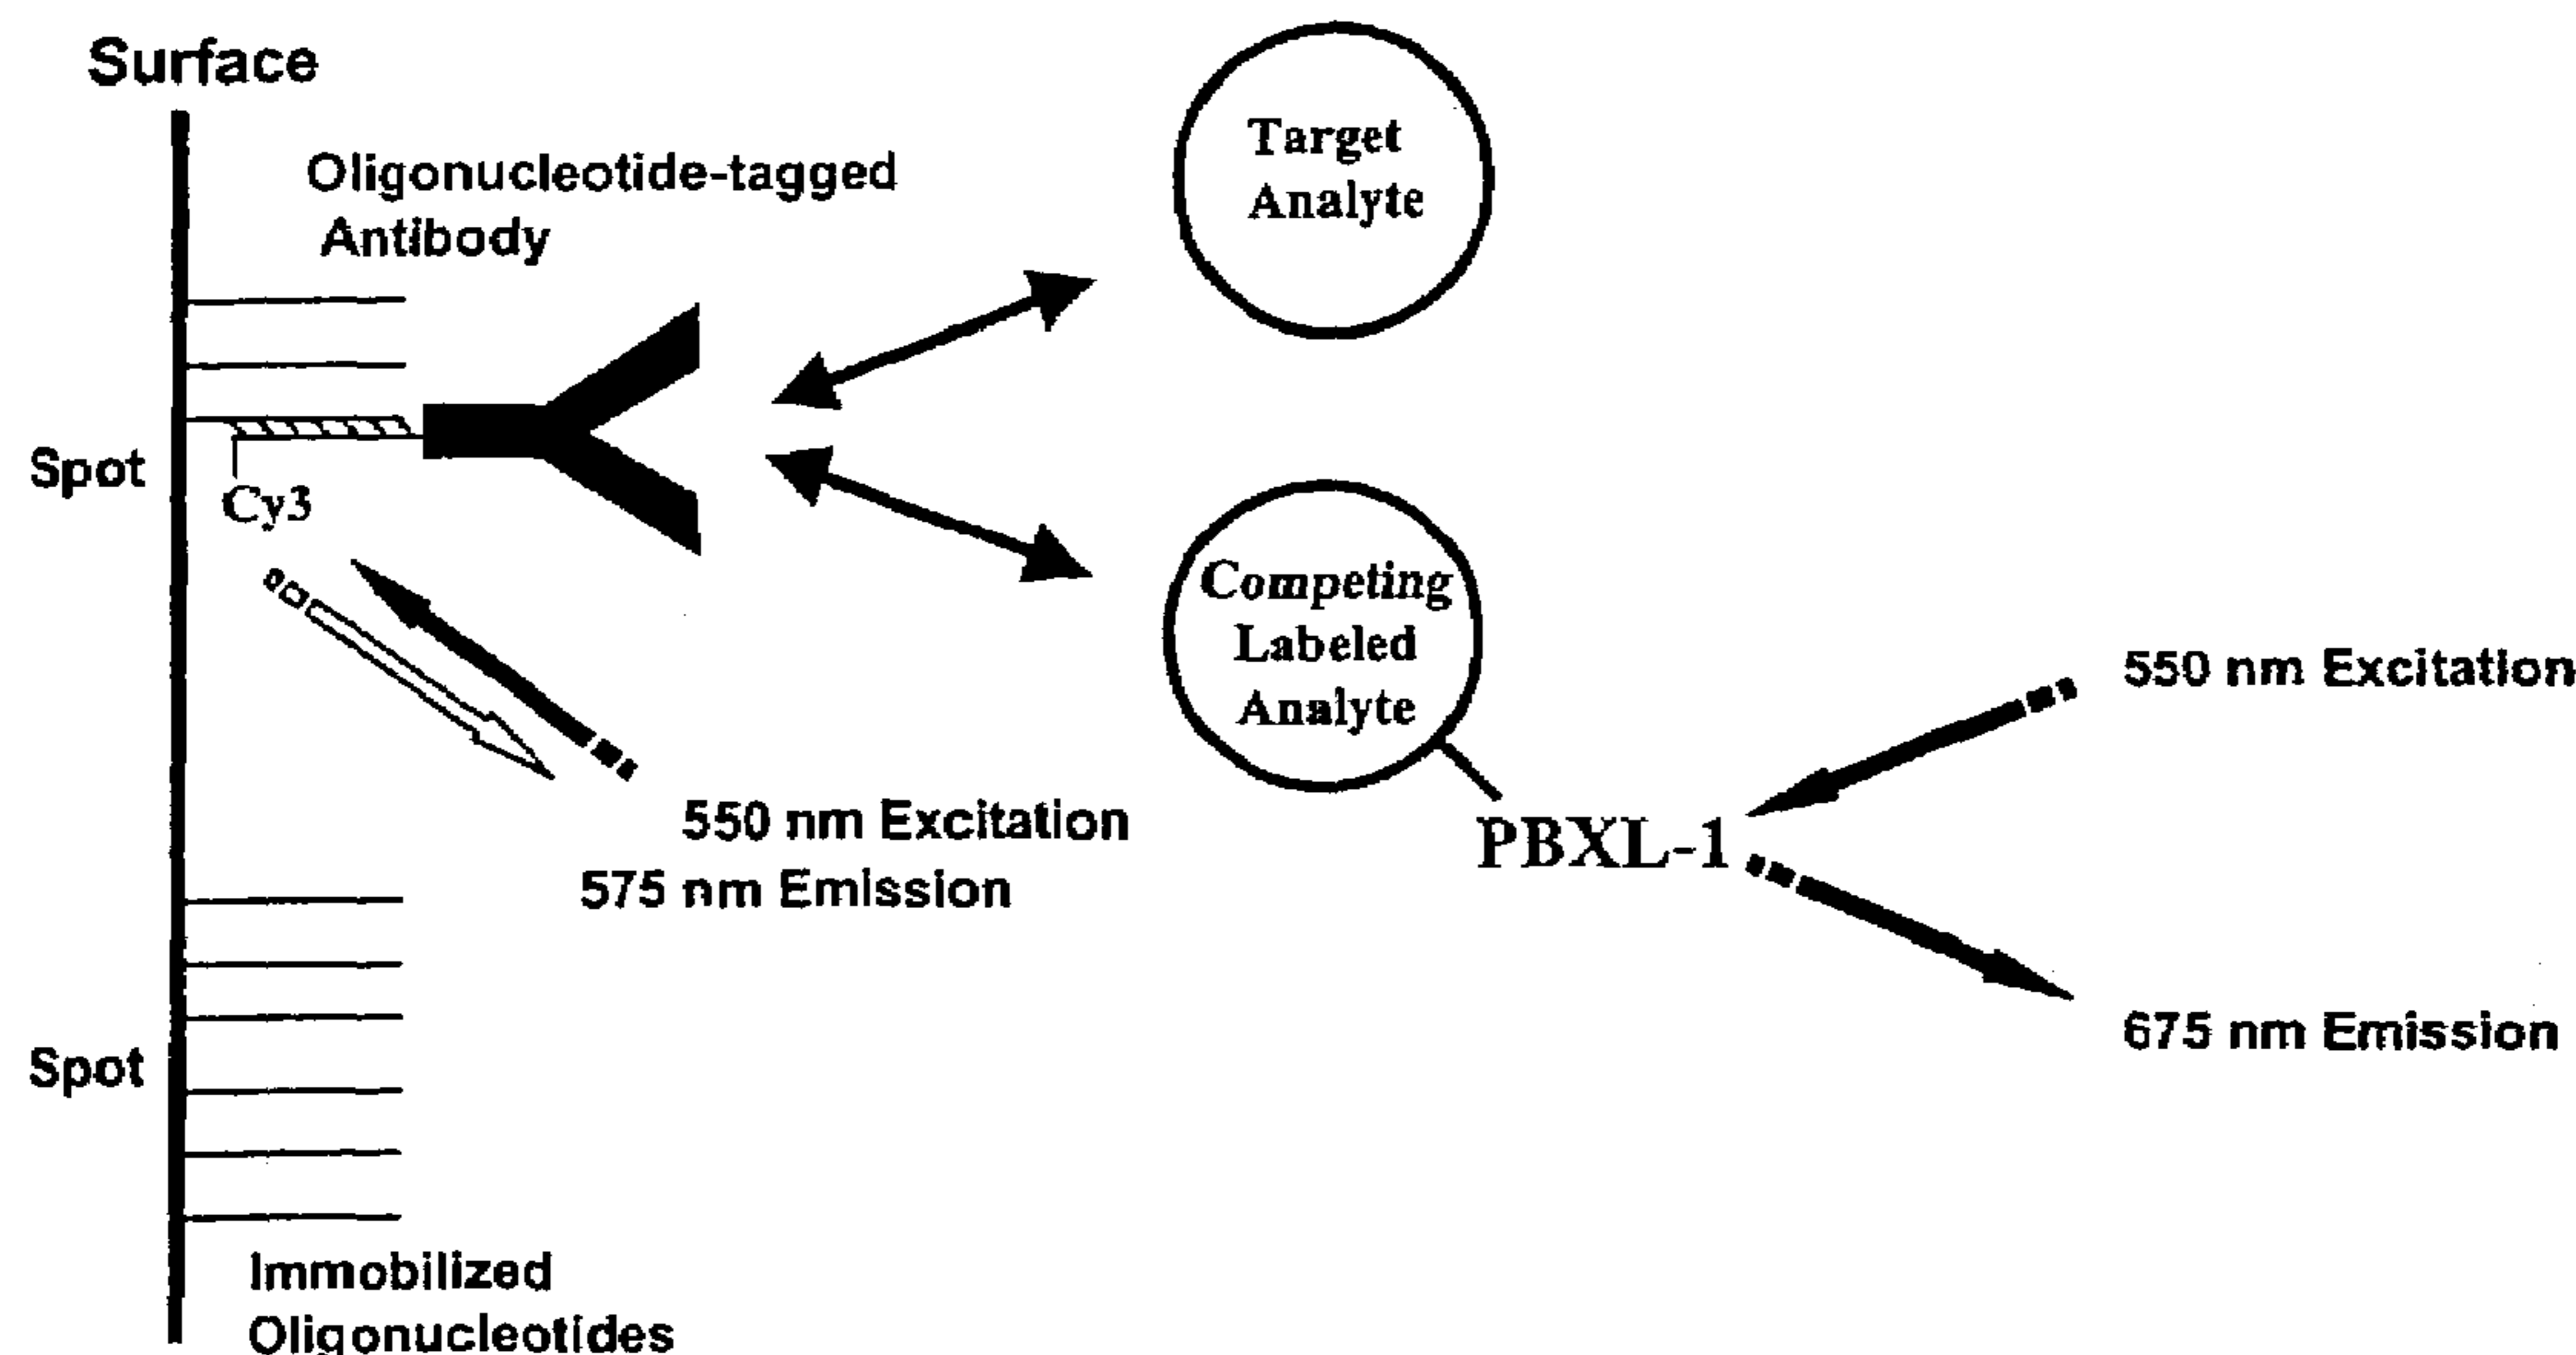 Surface
Oligonucleotide-tagged
Antibody
Target
Analyte
Spot
Cy3
Competing
Labeled
Analyte
550 nm Excitation
PBXL-1
550 nm Excitation
575 nm Emission
675 nm Emission
Spot
Immobilized
Oligonucleotides